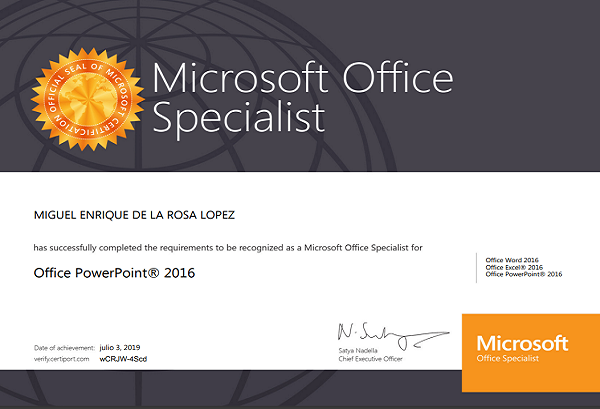 OFFICIAL SEAL OF MICROSOFT CERTIFICATION
Microsoft Office
Specialist
MIGUEL ENRIQUE DE LA ROSA LOPEZ
has successfully completed the requirements to be recognized as a Microsoft Office Specialist for
Office PowerPoint® 2016
Office Word 2016
Office Excel® 2016
Office PowerPoint® 2016
Date of achievement: julio 3, 2019
verify.certiport.com wCRJW-4Scd
Satya Nadella
Chief Executive Officer
Microsoft
Office Specialist